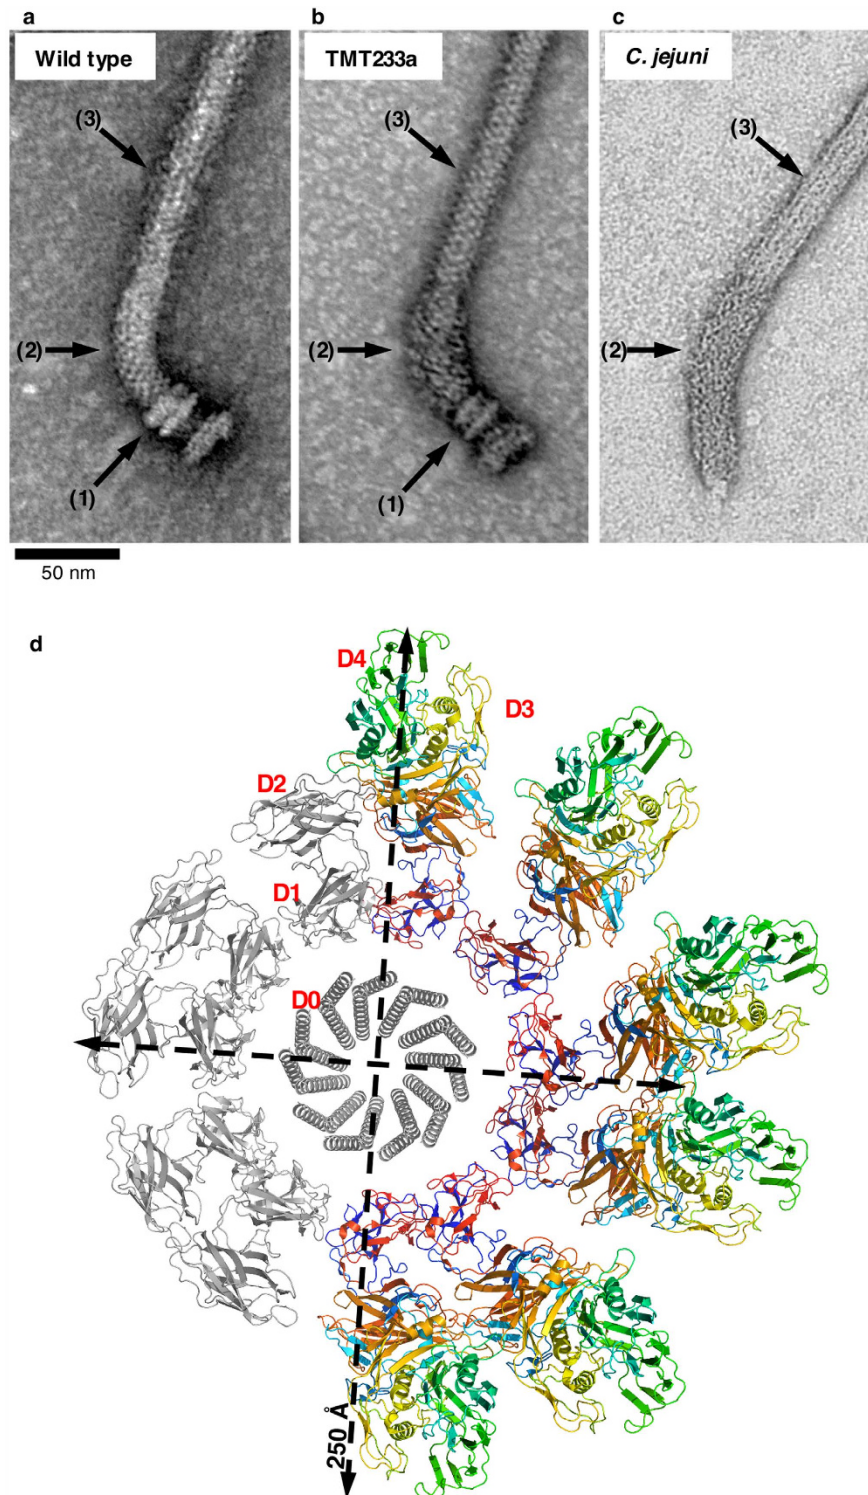 a
b
c
Wild type
TMT233a
C. jejuni
(3)
(3)
(3)
(2)
(2)
(2)
(1)
(1)
50 nm
d
D4
D3
D2
D1
D0
250 Å